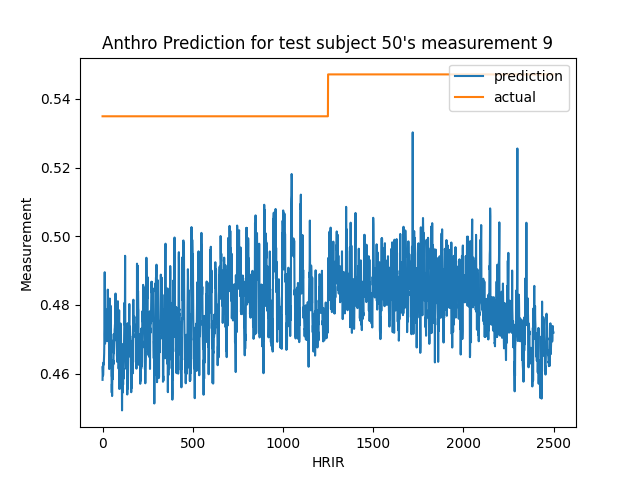 Anthro Prediction for test subject 50's measurement 9
prediction
actual
0.54
0.52
0.50
0.48
0.46
Measurement
0
500
1000
1500
2000
2500
HRIR